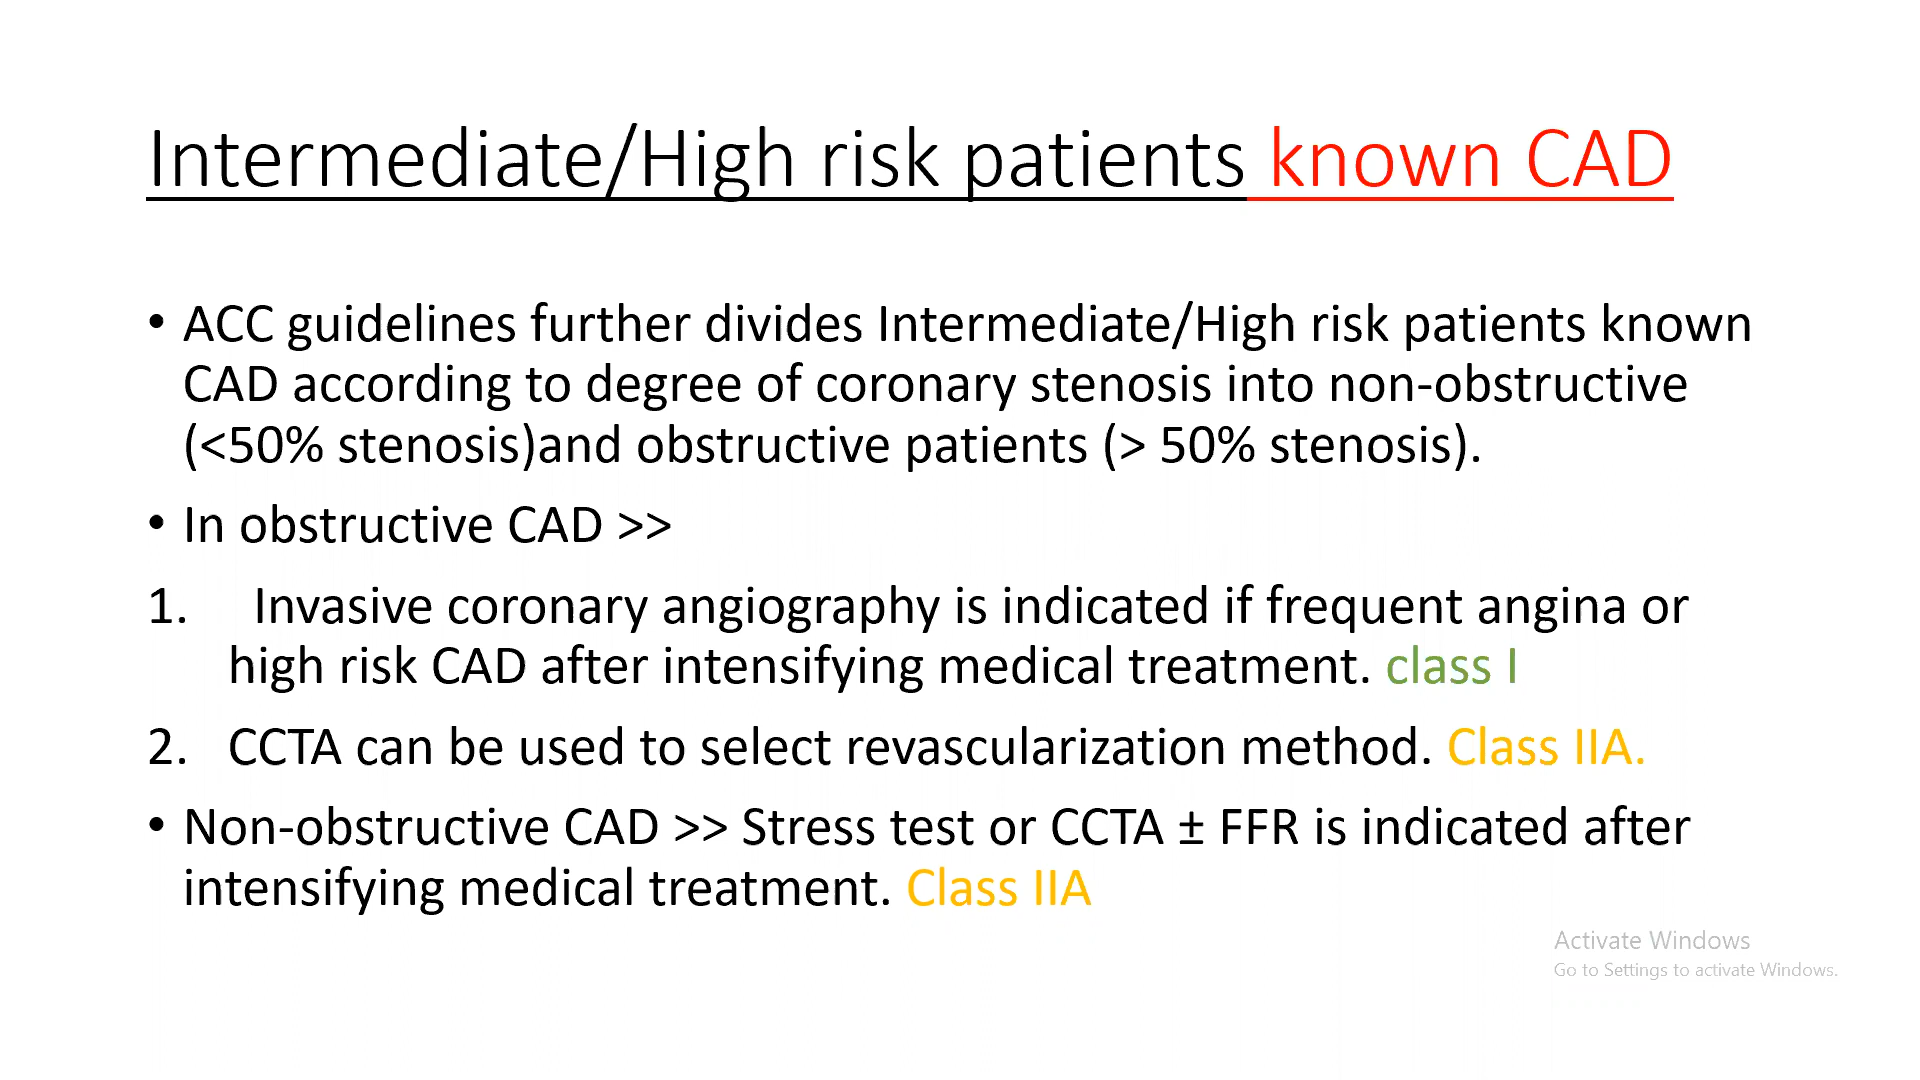 Intermediate/High risk patients known CAD
• ACC guidelines further divides Intermediate/High risk patients known
CAD according to degree of coronary stenosis into non-obstructive
(<50% stenosis)and obstructive patients (> 50% stenosis).
• In obstructive CAD >>
1. Invasive coronary angiography is indicated if frequent angina or
high risk CAD after intensifying medical treatment. class I
2. CCTA can be used to select revascularization method. Class IIA.
• Non-obstructive CAD >> Stress test or CCTA ± FFR is indicated after
intensifying medical treatment. Class IIA
Activate Windows
Go to Settings to activate Windows.